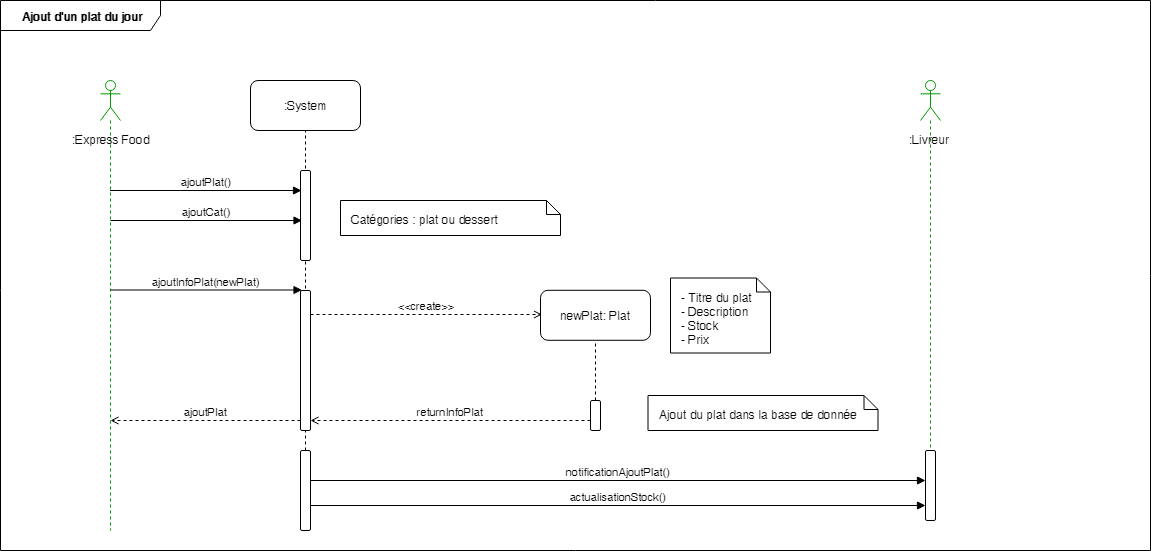 Ajout d'un plat du jour
:Express Food
:System
:Livreur
ajoutPlat()
ajoutCat()
Catégories : plat ou dessert
ajoutInfoPlat(newPlat)
<<create>>
newPlat: Plat
- Titre du plat
- Description
- Stock
- Prix
ajoutPlat
returnInfoPlat
Ajout du plat dans la base de donnée
notificationAjoutPlat()
actualisationStock()